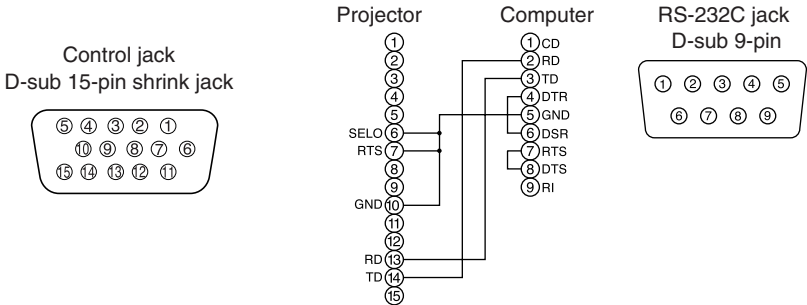 Control jack
D-sub 15-pin shrink jack
5 4 3 2 1
10 9 8 7 6
15 14 13 12 11
Projector
1
2
3
4
5
SELO 6
RTS 7
8
9
GND 10
11
12
RD 13
TD 14
15
Computer
1 CD
2 RD
3 TD
4 DTR
5 GND
6 DSR
7 RTS
8 DTS
9 RI
RS-232C jack
D-sub 9-pin
1 2 3 4 5
6 7 8 9